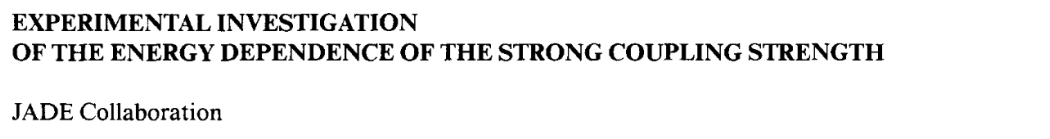 EXPERIMENTAL INVESTIGATION
OF THE ENERGY DEPENDENCE OF THE STRONG COUPLING STRENGTH
JADE Collaboration